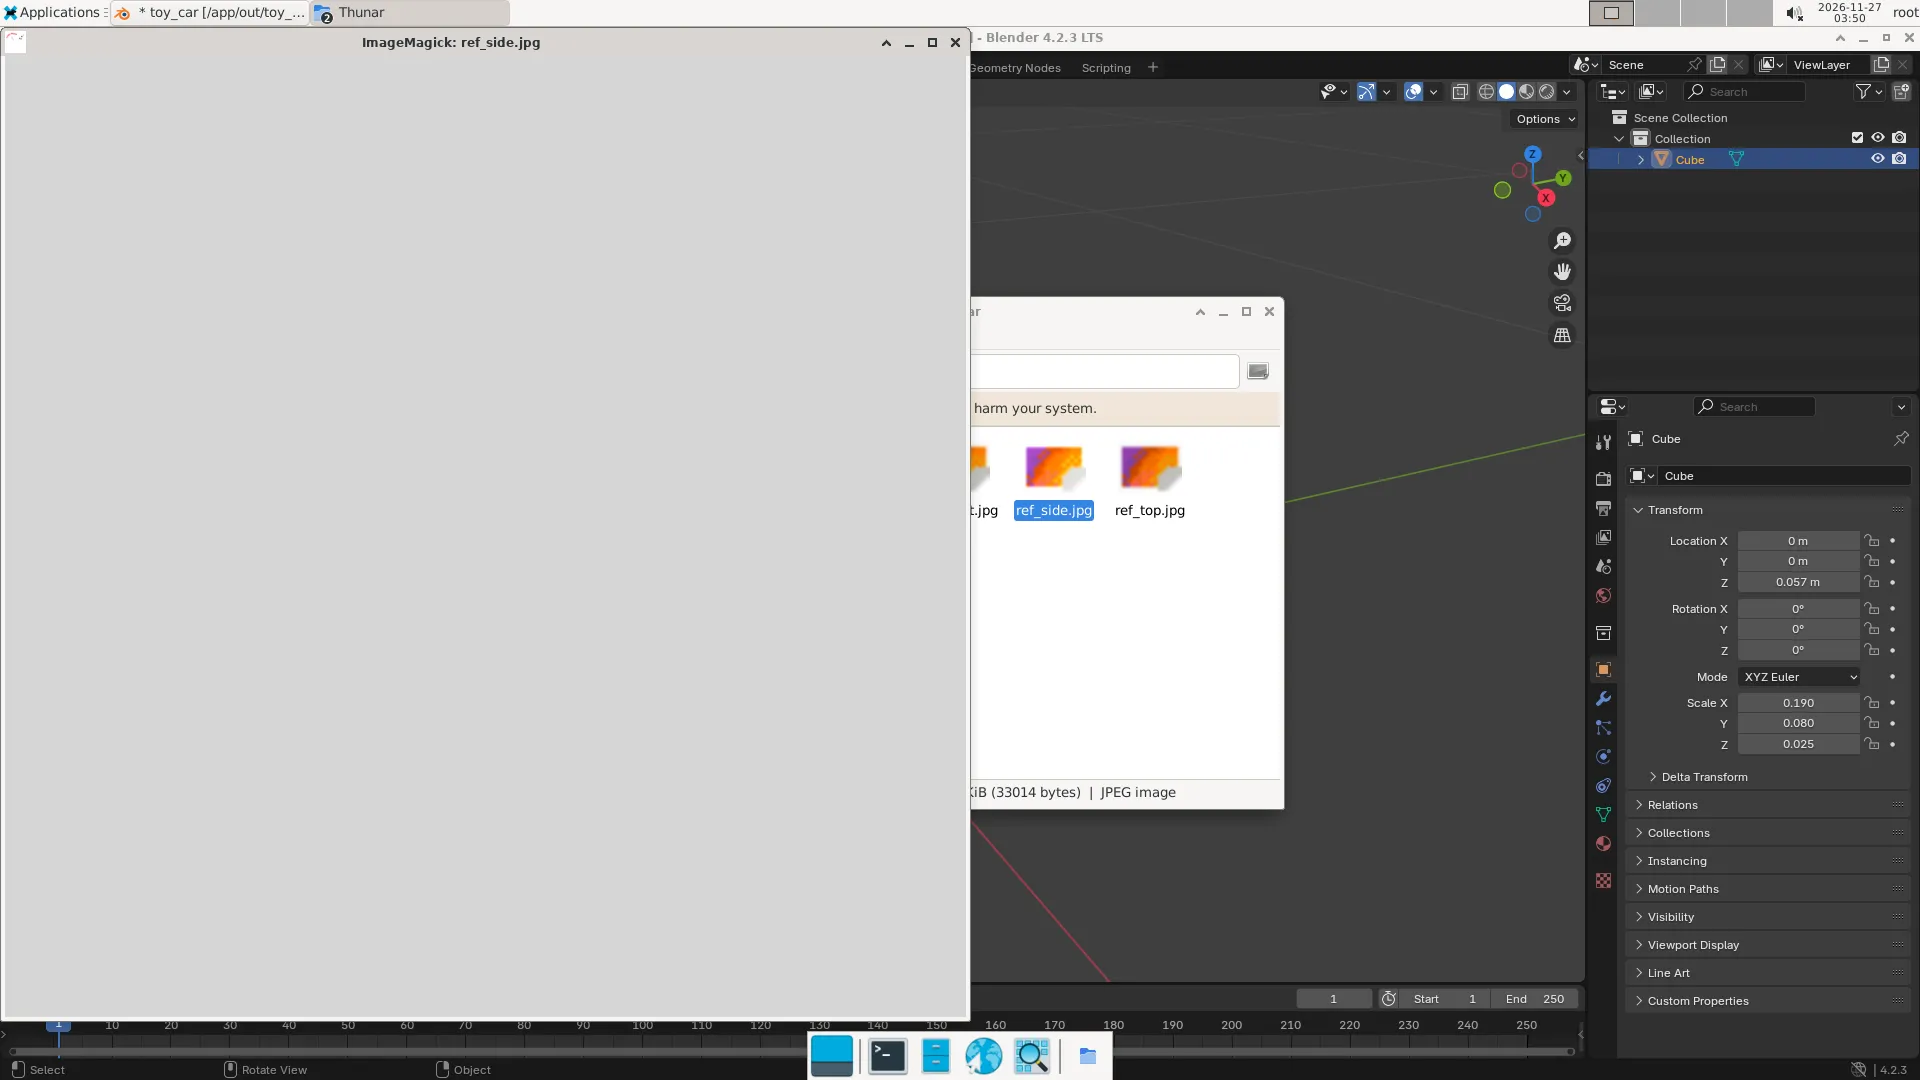 Applications
* toy_car [/app/out/toy_...
2
Thunar
2026-11-27
03:50
root
ImageMagick: ref_side.jpg
- Blender 4.2.3 LTS
Geometry Nodes
Scripting
Scene
ViewLayer
Options
Search
Scene Collection
Collection
Cube
Z
Y
X
ar
harm your system.
t.jpg
ref_side.jpg
ref_top.jpg
KiB (33014 bytes) | JPEG image
Search
Cube
Cube
Transform
Location X
0 m
Y
0 m
Z
0.057 m
Rotation X
0°
Y
0°
Z
0°
Mode
XYZ Euler
Scale X
0.190
Y
0.080
Z
0.025
Delta Transform
Relations
Collections
Instancing
Motion Paths
Visibility
Viewport Display
Line Art
Custom Properties
1
Start
1
End
250
1
10
20
30
40
50
60
70
80
90
100
110
120
130
140
150
160
170
180
190
200
210
220
230
240
250
Select
Rotate View
Object
4.2.3